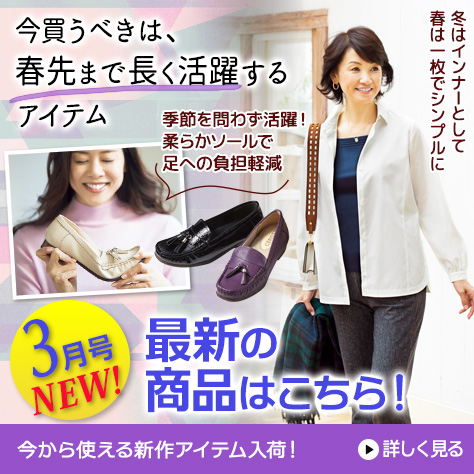 今買うべきは、
春先まで長く活躍する
アイテム
冬はインナーとして
春は一枚でシンプルに
季節を問わず活躍！
柔らかソールで
足への負担軽減
3月号
NEW!
最新の
商品はこちら！
今から使える新作アイテム入荷！
詳しく見る